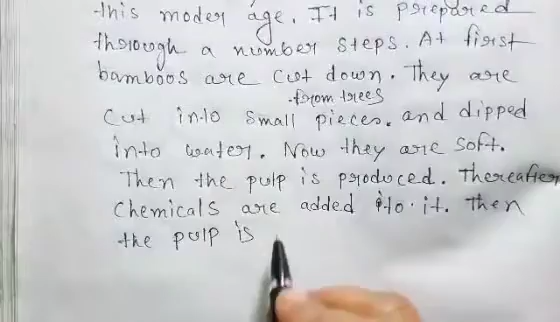 this moder age. It is prepared
thorough a number steps. At first
bamboos are cut down. They are
from trees
cut into small pieces. and dipped
into water. Now they are soft.
Then the pulp is produced. Thereafter
chemicals are added into it. Then
the pulp is